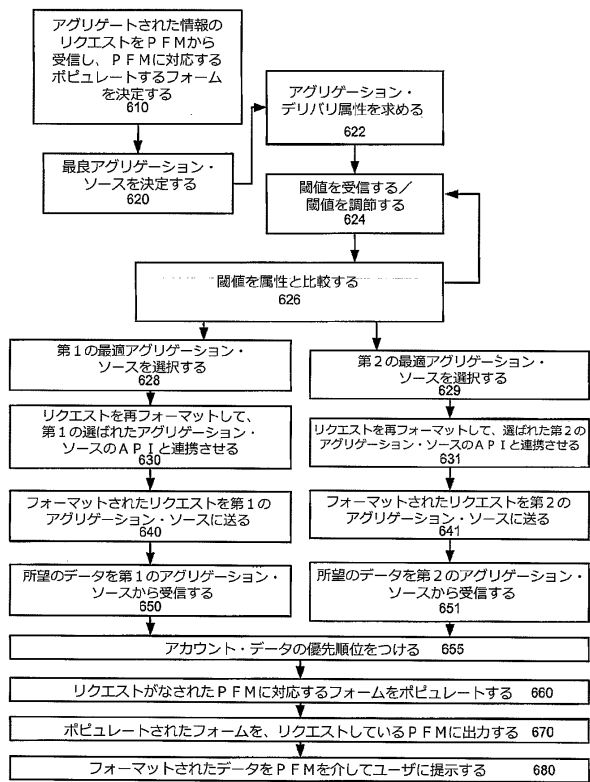 アグリゲートされた情報の
リクエストをPFMから
受信し、PFMに対応する
ポピュレートするフォーム
を決定する
610
最良アグリゲーション・
ソースを決定する
620
アグリゲーション・
デリバリ属性を求める
622
閾値を受信する/
閾値を調節する
624
閾値を属性と比較する
626
第1の最適アグリゲーション・
ソースを選択する
628
リクエストを再フォーマットして、
第1の選ばれたアグリゲーション・
ソースのAPIと連携させる
630
フォーマットされたリクエストを第1の
アグリゲーション・ソースに送る
640
所望のデータを第1のアグリゲーション・
ソースから受信する
650
第2の最適アグリゲーション・
ソースを選択する
629
リクエストを再フォーマットして、選ばれた第2の
アグリゲーション・ソースのAPIと連携させる
631
フォーマットされたリクエストを第2の
アグリゲーション・ソースに送る
641
所望のデータを第2のアグリゲーション・
ソースから受信する
651
アカウント・データの優先順位をつける 655
リクエストがなされたPFMに対応するフォームをポピュレートする 660
ポピュレートされたフォームを、リクエストしているPFMに出力する 670
フォーマットされたデータをPFMを介してユーザに提示する 680